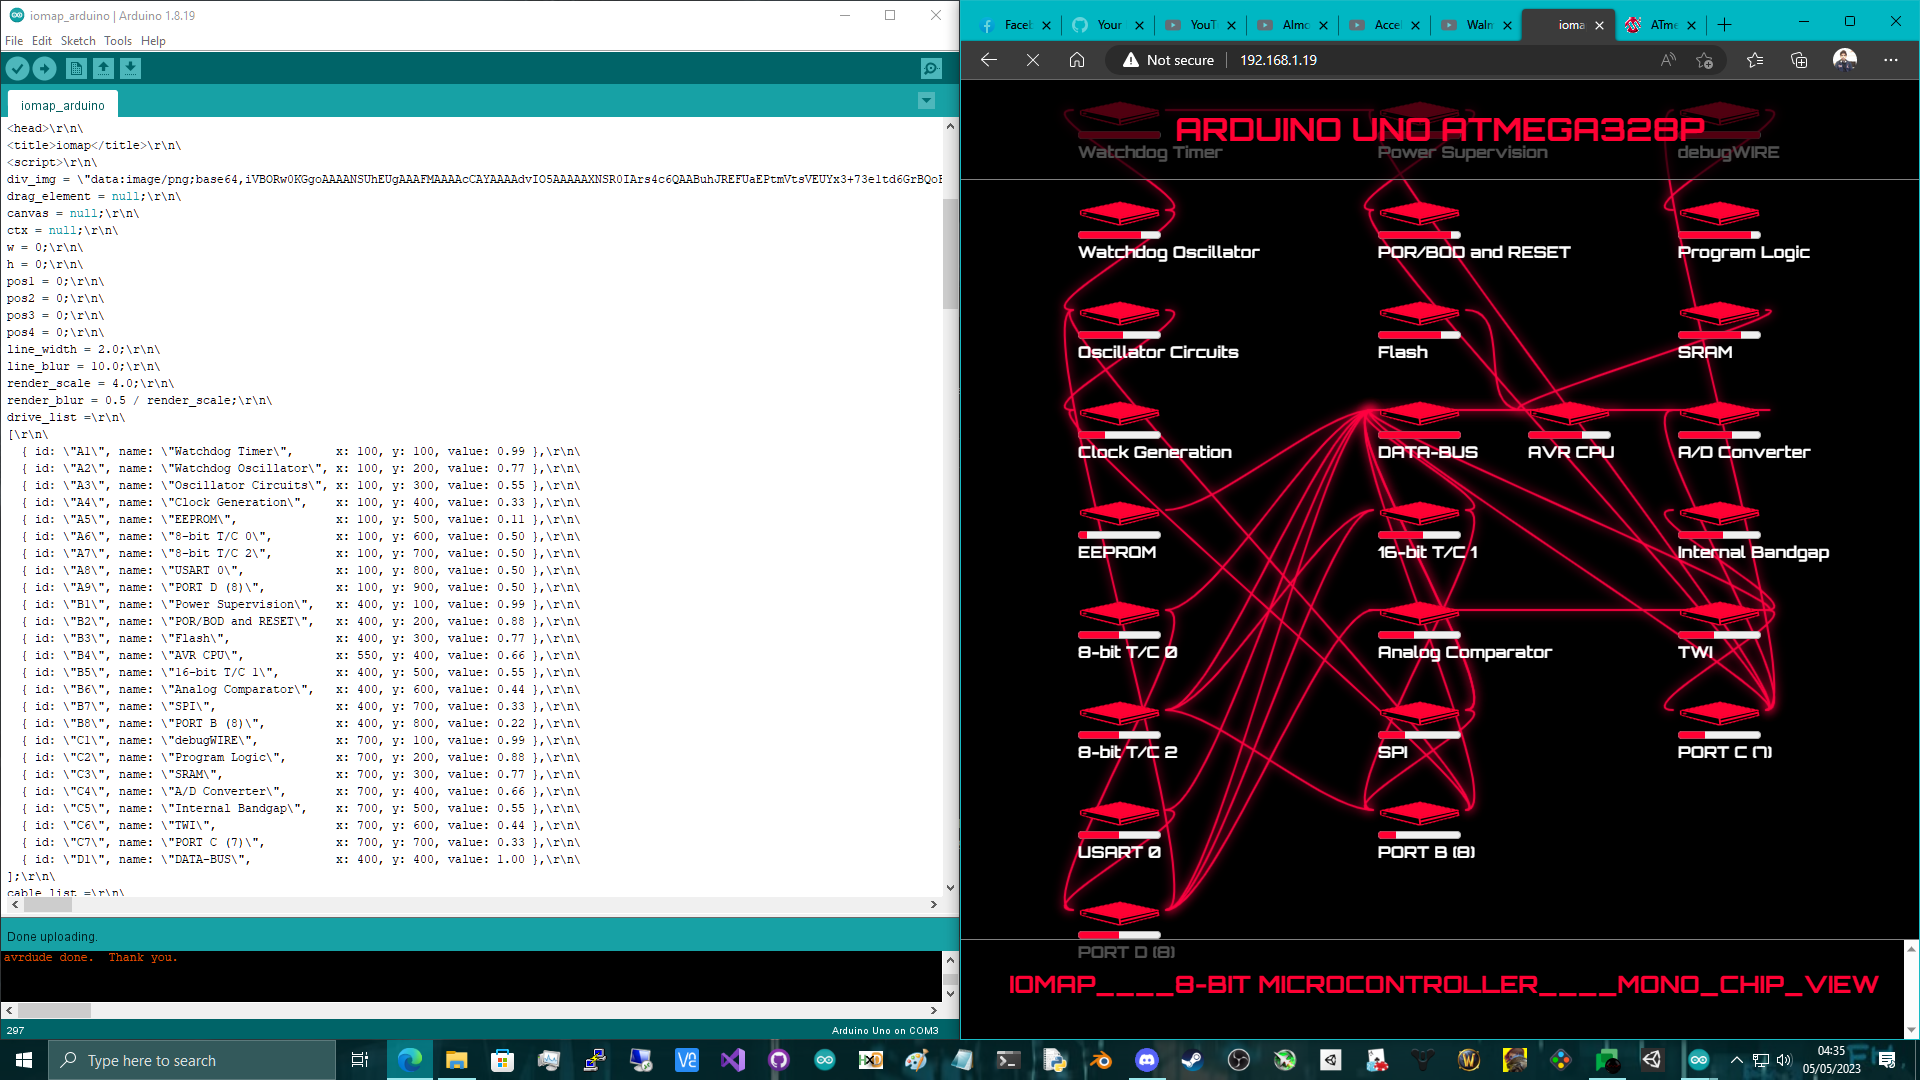 iomap_arduino | Arduino 1.8.19
File Edit Sketch Tools Help
iomap_arduino
<head>\r\n\
<title>iomap</title>\r\n\
<script>\r\n\
div_img = \"data:image/png;base64,
drag_element = null;\r\n\
canvas = null;\r\n\
ctx = null;\r\n\
w = 0;\r\n\
h = 0;\r\n\
pos1 = 0;\r\n\
pos2 = 0;\r\n\
pos3 = 0;\r\n\
pos4 = 0;\r\n\
line_width = 2.0;\r\n\
line_blur = 10.0;\r\n\
render_scale = 4.0;\r\n\
render_blur = 0.5 / render_scale;\r\n\
drive_list =\r\n\
[\r\n\
{ id: \"A1\", name: \"Watchdog Timer\", x: 100, y: 100, value: 0.99 },\r\n\
{ id: \"A2\", name: \"Watchdog Oscillator\", x: 100, y: 200, value: 0.77 },\r\n\
{ id: \"A3\", name: \"Oscillator Circuits\", x: 100, y: 300, value: 0.55 },\r\n\
{ id: \"A4\", name: \"Clock Generation\", x: 100, y: 400, value: 0.33 },\r\n\
{ id: \"A5\", name: \"EEPROM\", x: 100, y: 500, value: 0.11 },\r\n\
{ id: \"A6\", name: \"8-bit T/C 0\", x: 100, y: 600, value: 0.50 },\r\n\
{ id: \"A7\", name: \"8-bit T/C 2\", x: 100, y: 700, value: 0.50 },\r\n\
{ id: \"A8\", name: \"USART 0\", x: 100, y: 800, value: 0.50 },\r\n\
{ id: \"A9\", name: \"PORT D (8)\", x: 100, y: 900, value: 0.50 },\r\n\
{ id: \"B1\", name: \"Power Supervision\", x: 400, y: 100, value: 0.99 },\r\n\
{ id: \"B2\", name: \"POR/BOD and RESET\", x: 400, y: 200, value: 0.88 },\r\n\
{ id: \"B3\", name: \"Flash\", x: 400, y: 300, value: 0.77 },\r\n\
{ id: \"B4\", name: \"AVR CPU\", x: 550, y: 400, value: 0.66 },\r\n\
{ id: \"B5\", name: \"16-bit T/C 1\", x: 400, y: 500, value: 0.55 },\r\n\
{ id: \"B6\", name: \"Analog Comparator\", x: 400, y: 600, value: 0.44 },\r\n\
{ id: \"B7\", name: \"SPI\", x: 400, y: 700, value: 0.33 },\r\n\
{ id: \"B8\", name: \"PORT B (8)\", x: 400, y: 800, value: 0.22 },\r\n\
{ id: \"C1\", name: \"debugWIRE\", x: 700, y: 100, value: 0.99 },\r\n\
{ id: \"C2\", name: \"Program Logic\", x: 700, y: 200, value: 0.88 },\r\n\
{ id: \"C3\", name: \"SRAM\", x: 700, y: 300, value: 0.77 },\r\n\
{ id: \"C4\", name: \"A/D Converter\", x: 700, y: 400, value: 0.66 },\r\n\
{ id: \"C5\", name: \"Internal Bandgap\", x: 700, y: 500, value: 0.55 },\r\n\
{ id: \"C6\", name: \"TWI\", x: 700, y: 600, value: 0.44 },\r\n\
{ id: \"C7\", name: \"PORT C (7)\", x: 700, y: 700, value: 0.33 },\r\n\
{ id: \"D1\", name: \"DATA-BUS\", x: 400, y: 400, value: 1.00 },\r\n\
];\r\n\
cable_list =\r\n\
Done uploading.
avrdude done. Thank you.
297
Arduino Uno on COM3
Faceb Your YouT Almo Accel Walm ioma ATme
Not secure 192.168.1.19
ARDUINO UNO ATMEGA328P
Watchdog Timer Power Supervision debugWIRE
Watchdog Oscillator POR/BOD and RESET Program Logic
Oscillator Circuits Flash SRAM
Clock Generation DATA-BUS AVR CPU A/D Converter
EEPROM 16-bit T/C 1 Internal Bandgap
8-bit T/C 0 Analog Comparator TWI
8-bit T/C 2 SPI PORT C (7)
USART 0 PORT B (8)
PORT D (8)
IOMAP____8-BIT MICROCONTROLLER____MONO_CHIP_VIEW
Type here to search
04:35
05/05/2023